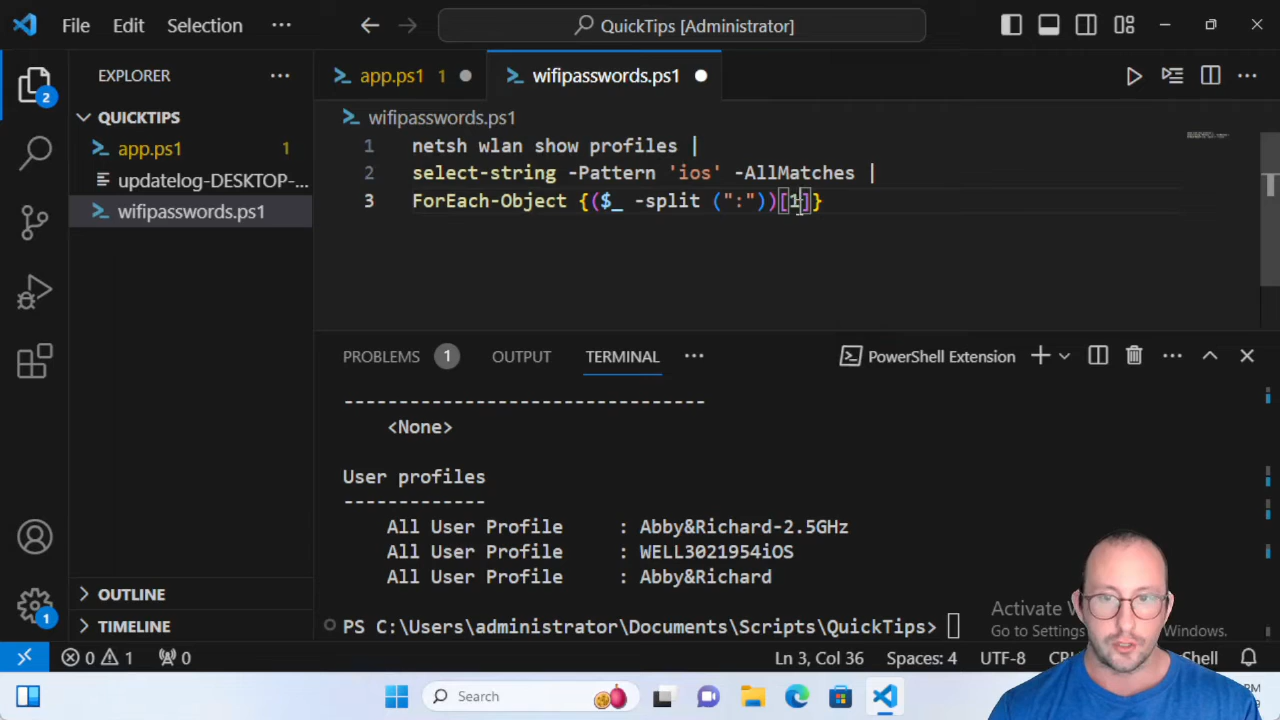 File Edit Selection ··· QuickTips [Administrator]
EXPLORER ···
app.ps1 1
wifipasswords.ps1
QUICKTIPS
app.ps1 1
updatelog-DESKTOP-...
wifipasswords.ps1
2
wifipasswords.ps1
1 netsh wlan show profiles |
2 select-string -Pattern 'ios' -AllMatches |
3 ForEach-Object {($_ -split (":"))[1]}
PROBLEMS 1 OUTPUT TERMINAL ··· PowerShell Extension
-------------------------------
<None>
User profiles
-------------
All User Profile : Abby&Richard-2.5GHz
All User Profile : WELL3021954iOS
All User Profile : Abby&Richard
PS C:\Users\administrator\Documents\Scripts\QuickTips>
OUTLINE
TIMELINE
1
Activate
Go to Settings Windows.
0 1 0 Ln 3, Col 36 Spaces: 4 UTF-8
Search